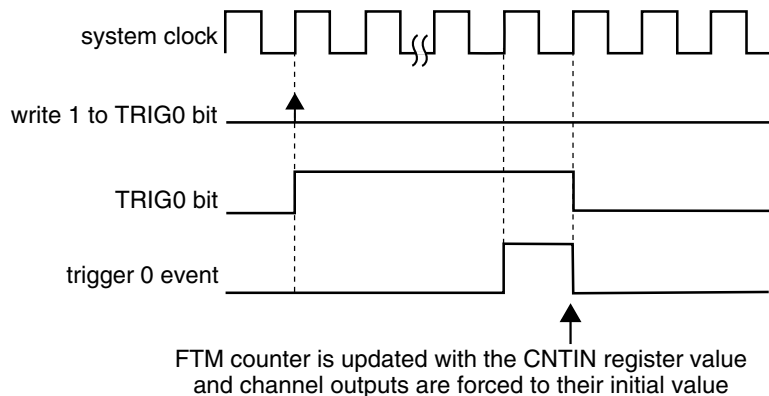 system clock
write 1 to TRIG0 bit
TRIG0 bit
trigger 0 event
FTM counter is updated with the CNTIN register value
and channel outputs are forced to their initial value